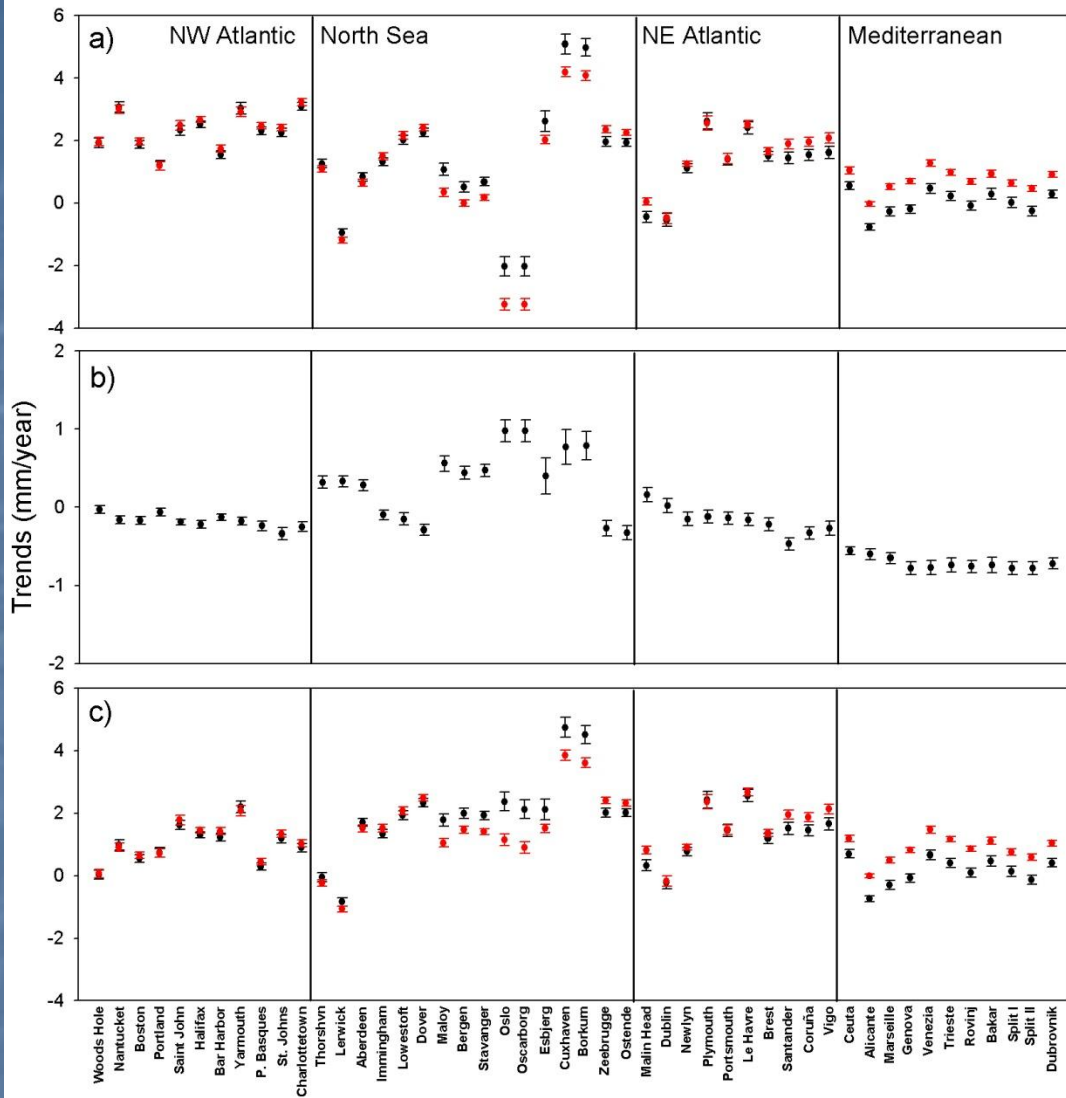 a)
NW Atlantic
North Sea
NE Atlantic
Mediterranean
6
4
2
0
-2
-4
b)
2
1
0
-1
-2
Trends (mm/year)
c)
6
4
2
0
-2
-4
Woods Hole
Nantucket
Boston
Portland
Saint John
Halifax
Bar Harbor
Yarmouth
P. Basques
St. Johns
Charlottetown
Thorshvn
Lerwick
Aberdeen
Immingham
Lowestoft
Dover
Maloy
Bergen
Stavanger
Oslo
Oscarborg
Esbjerg
Cuxhaven
Borkum
Zeebrugge
Ostende
Malin Head
Dublin
Newlyn
Plymouth
Portsmouth
Le Havre
Brest
Santander
Coruña
Vigo
Ceuta
Alicante
Marseille
Genova
Venezia
Trieste
Rovinj
Bakar
Split I
Split II
Dubrovnik